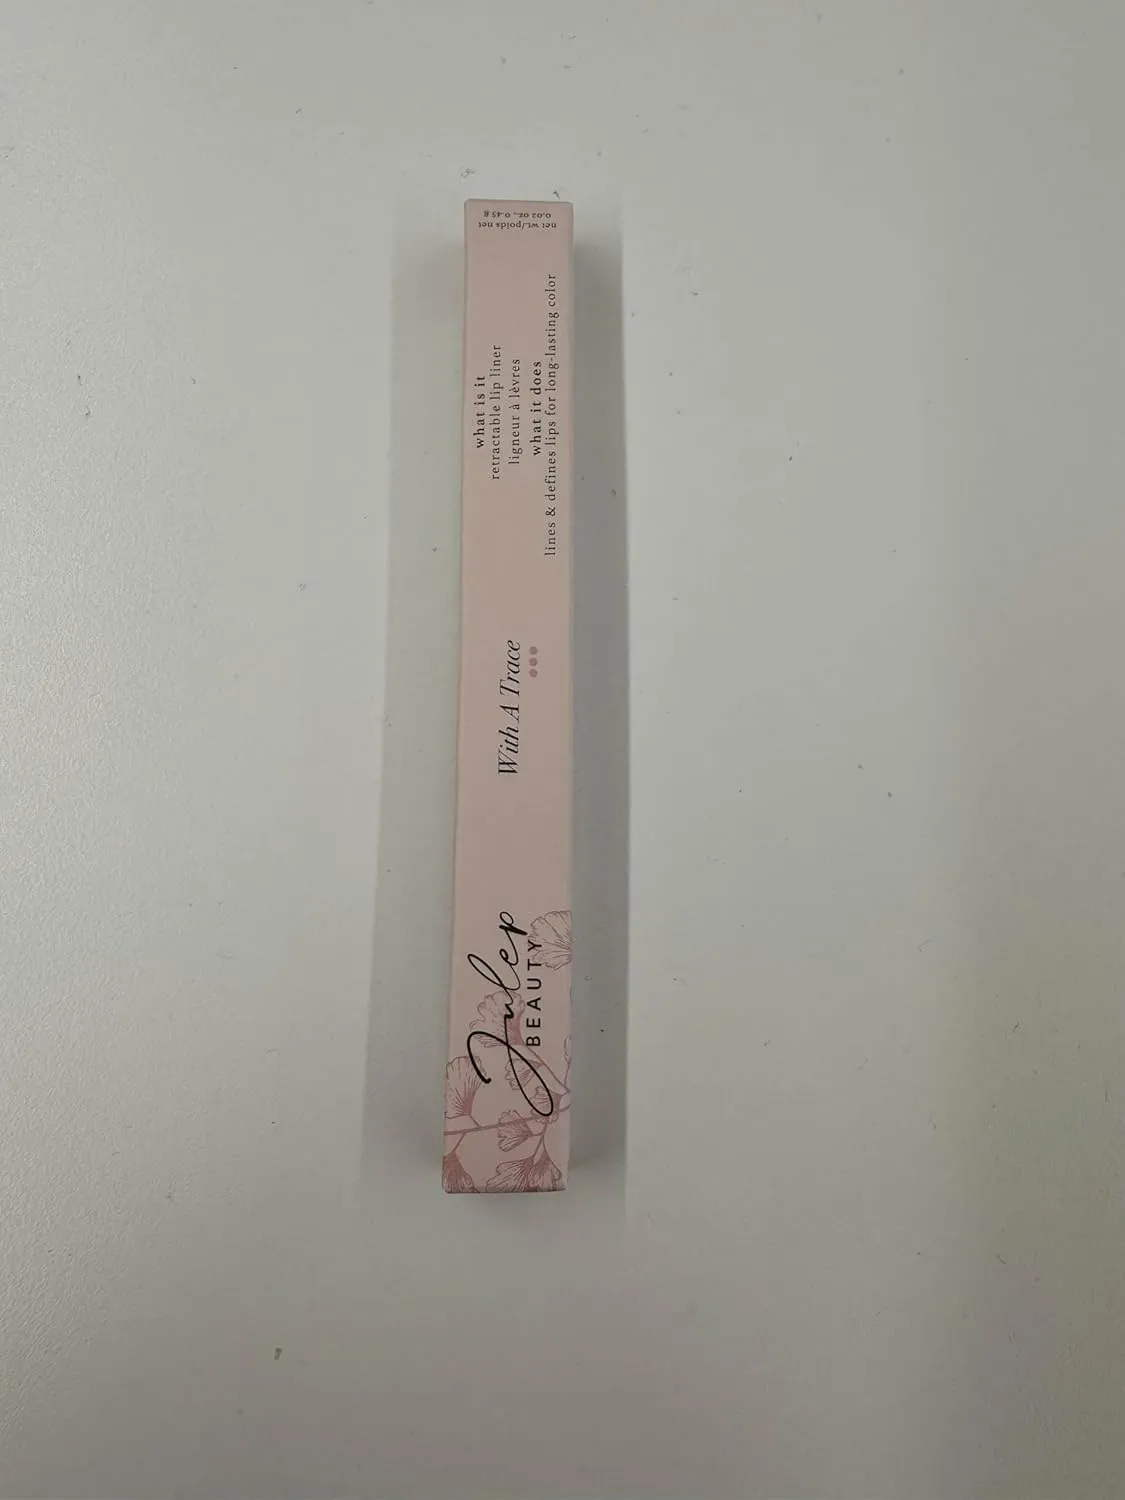 Julep
BEAUTY
With A Trace
what is it
retractable lip liner
ligneur à lèvres
what it does
lines & defines lips for long-lasting color
net wt./poids net
0.02 oz., 0.45 g